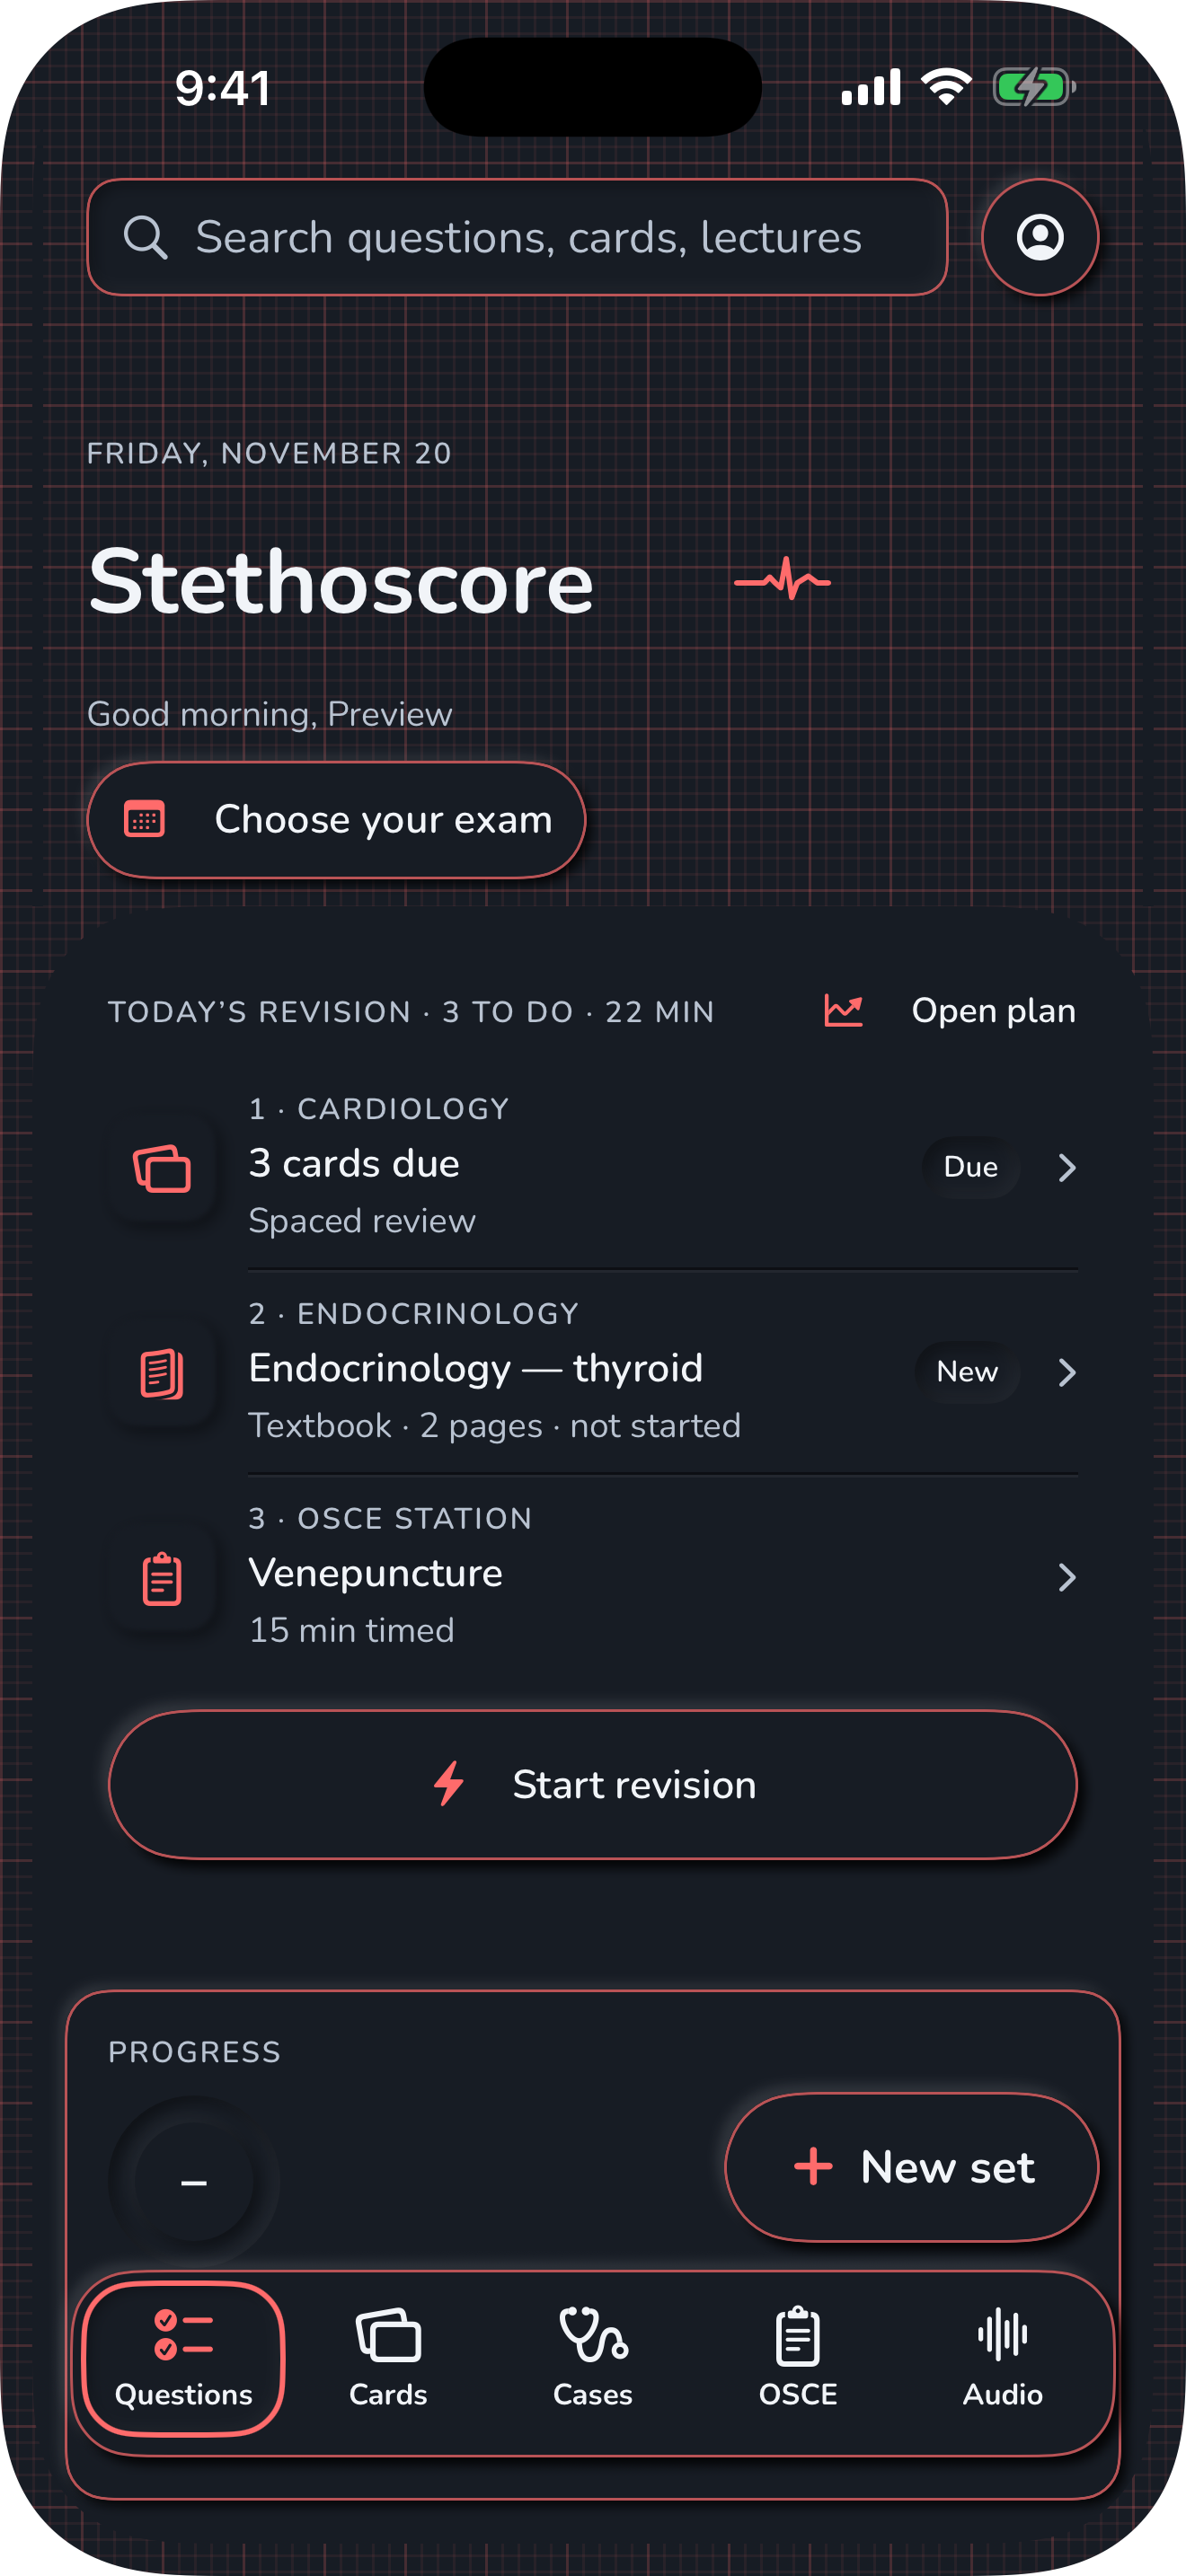 9:41
Search questions, cards, lectures
FRIDAY, NOVEMBER 20
Stethoscore
Good morning, Preview
Choose your exam
TODAY’S REVISION · 3 TO DO · 22 MIN
Open plan
1 · CARDIOLOGY
3 cards due
Spaced review
Due
2 · ENDOCRINOLOGY
Endocrinology — thyroid
Textbook · 2 pages · not started
New
3 · OSCE STATION
Venepuncture
15 min timed
Start revision
PROGRESS
–
New set
Questions
Cards
Cases
OSCE
Audio